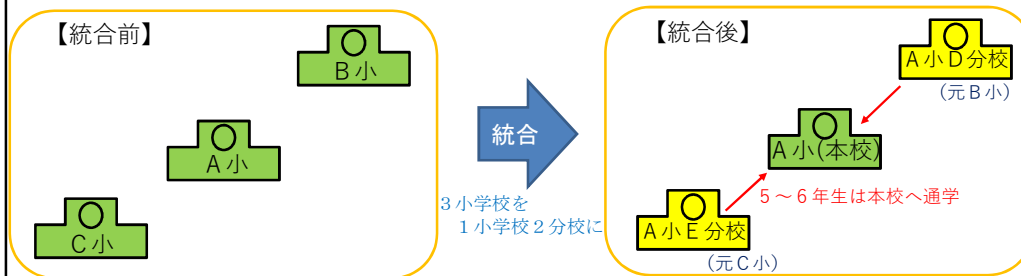 【統合前】
B小
A小
C小
統合
3小学校を
1小学校2分校に
【統合後】
A小D分校
(元B小)
A小(本校)
5～6年生は本校へ通学
A小E分校
(元C小)